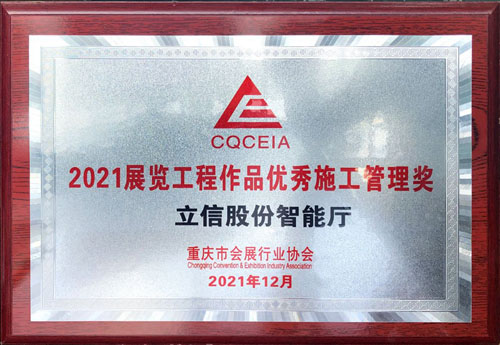 CQCEIA
2021展览工程作品优秀施工管理奖
立信股份智能厅
重庆市会展行业协会
Chongqing Convention & Exhibition Industry Association
2021年12月